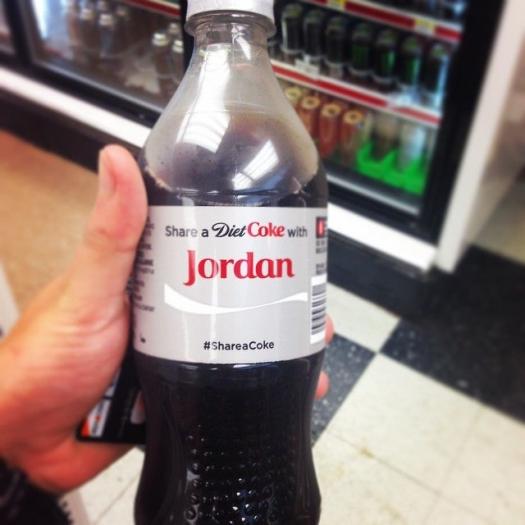 Share a Diet Coke with
Jordan
#ShareaCoke